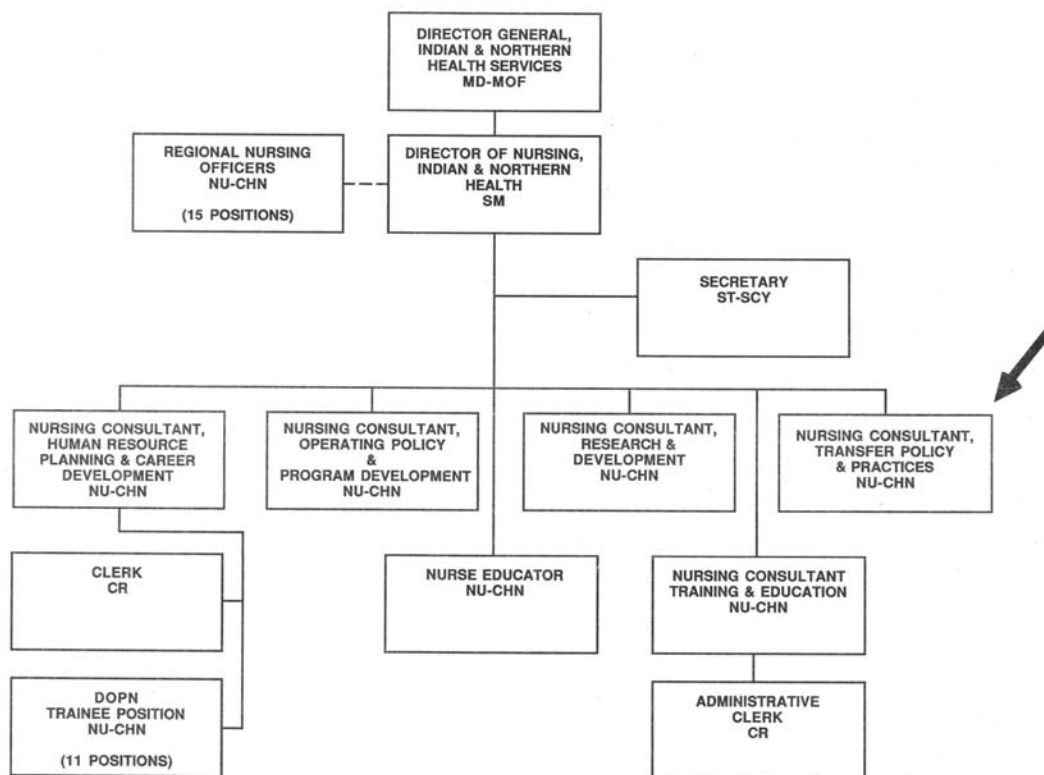 DIRECTOR GENERAL,
INDIAN & NORTHERN
HEALTH SERVICES
MD-MOF
REGIONAL NURSING
OFFICERS
NU-CHN
(15 POSITIONS)
DIRECTOR OF NURSING,
INDIAN & NORTHERN
HEALTH
SM
SECRETARY
ST-SCY
NURSING CONSULTANT,
HUMAN RESOURCE
PLANNING & CAREER
DEVELOPMENT
NU-CHN
NURSING CONSULTANT,
OPERATING POLICY
&
PROGRAM DEVELOPMENT
NU-CHN
NURSING CONSULTANT,
RESEARCH &
DEVELOPMENT
NU-CHN
NURSING CONSULTANT,
TRANSFER POLICY
& PRACTICES
NU-CHN
CLERK
CR
NURSE EDUCATOR
NU-CHN
NURSING CONSULTANT
TRAINING & EDUCATION
NU-CHN
DOPN
TRAINEE POSITION
NU-CHN
(11 POSITIONS)
ADMINISTRATIVE
CLERK
CR